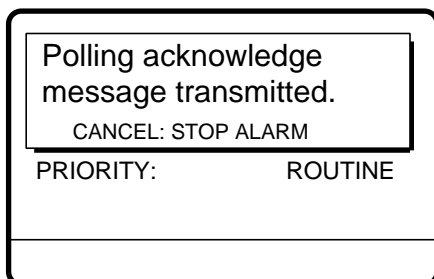 Polling acknowledge
message transmitted.
CANCEL: STOP ALARM
PRIORITY: ROUTINE